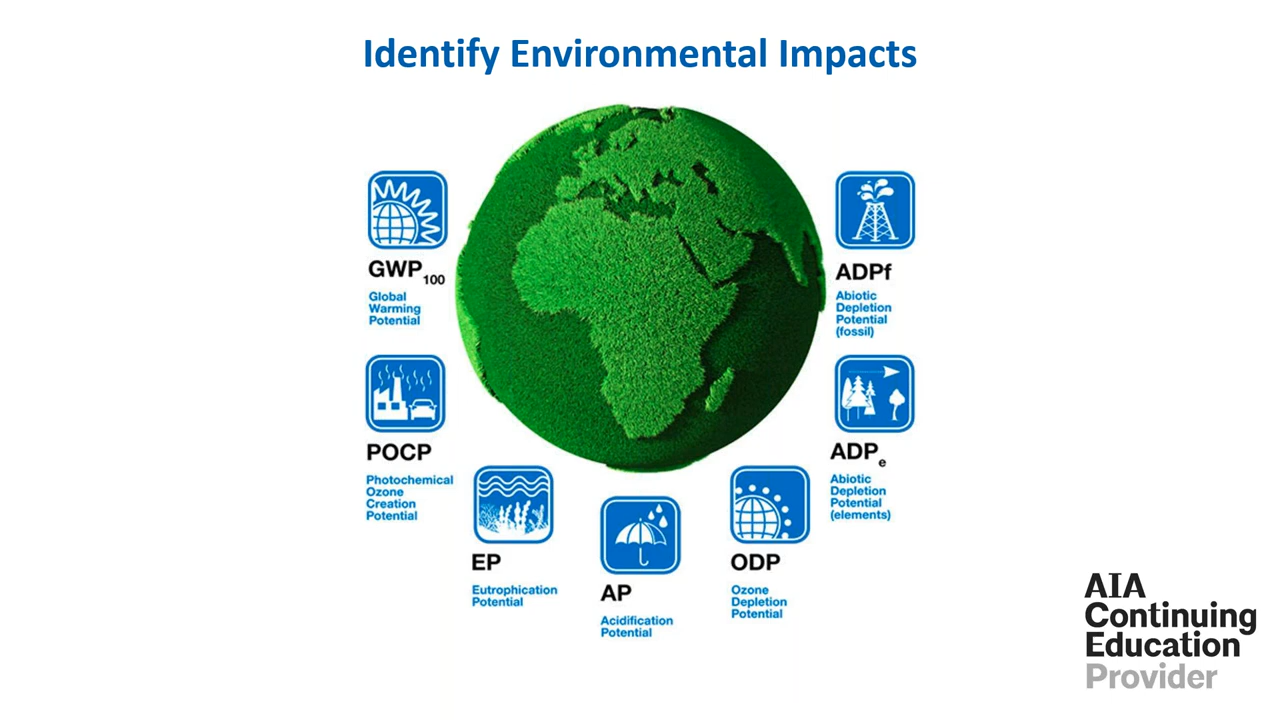 Identify Environmental Impacts
GWP100
Global
Warming
Potential
POCP
Photochemical
Ozone
Creation
Potential
EP
Eutrophication
Potential
AP
Acidification
Potential
ODP
Ozone
Depletion
Potential
ADPe
Abiotic
Depletion
Potential
(elements)
ADPf
Abiotic
Depletion
Potential
(fossil)
AIA
Continuing
Education
Provider